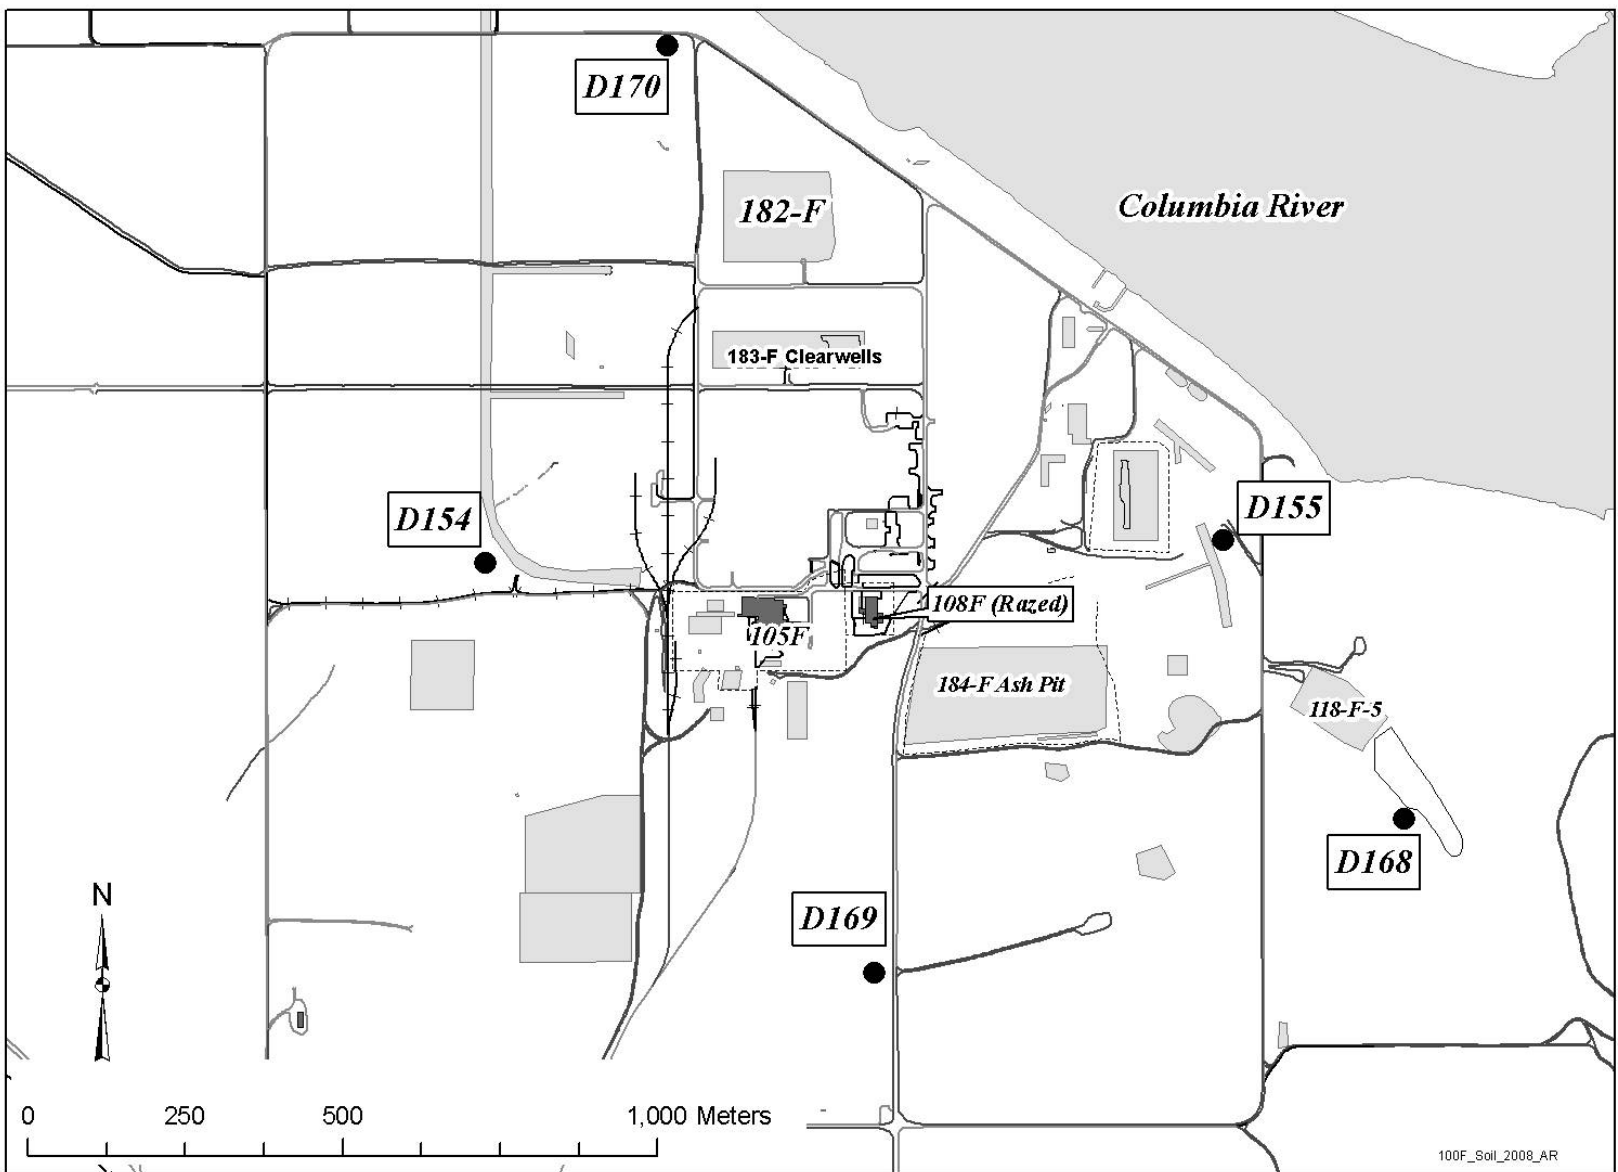 D170
182-F
Columbia River
183-F Clearwells
D154
D155
108F (Razed)
105F
184-F Ash Pit
118-F-5
D168
D169
N
0 250 500 1,000 Meters
100F_Soil_2008_AR